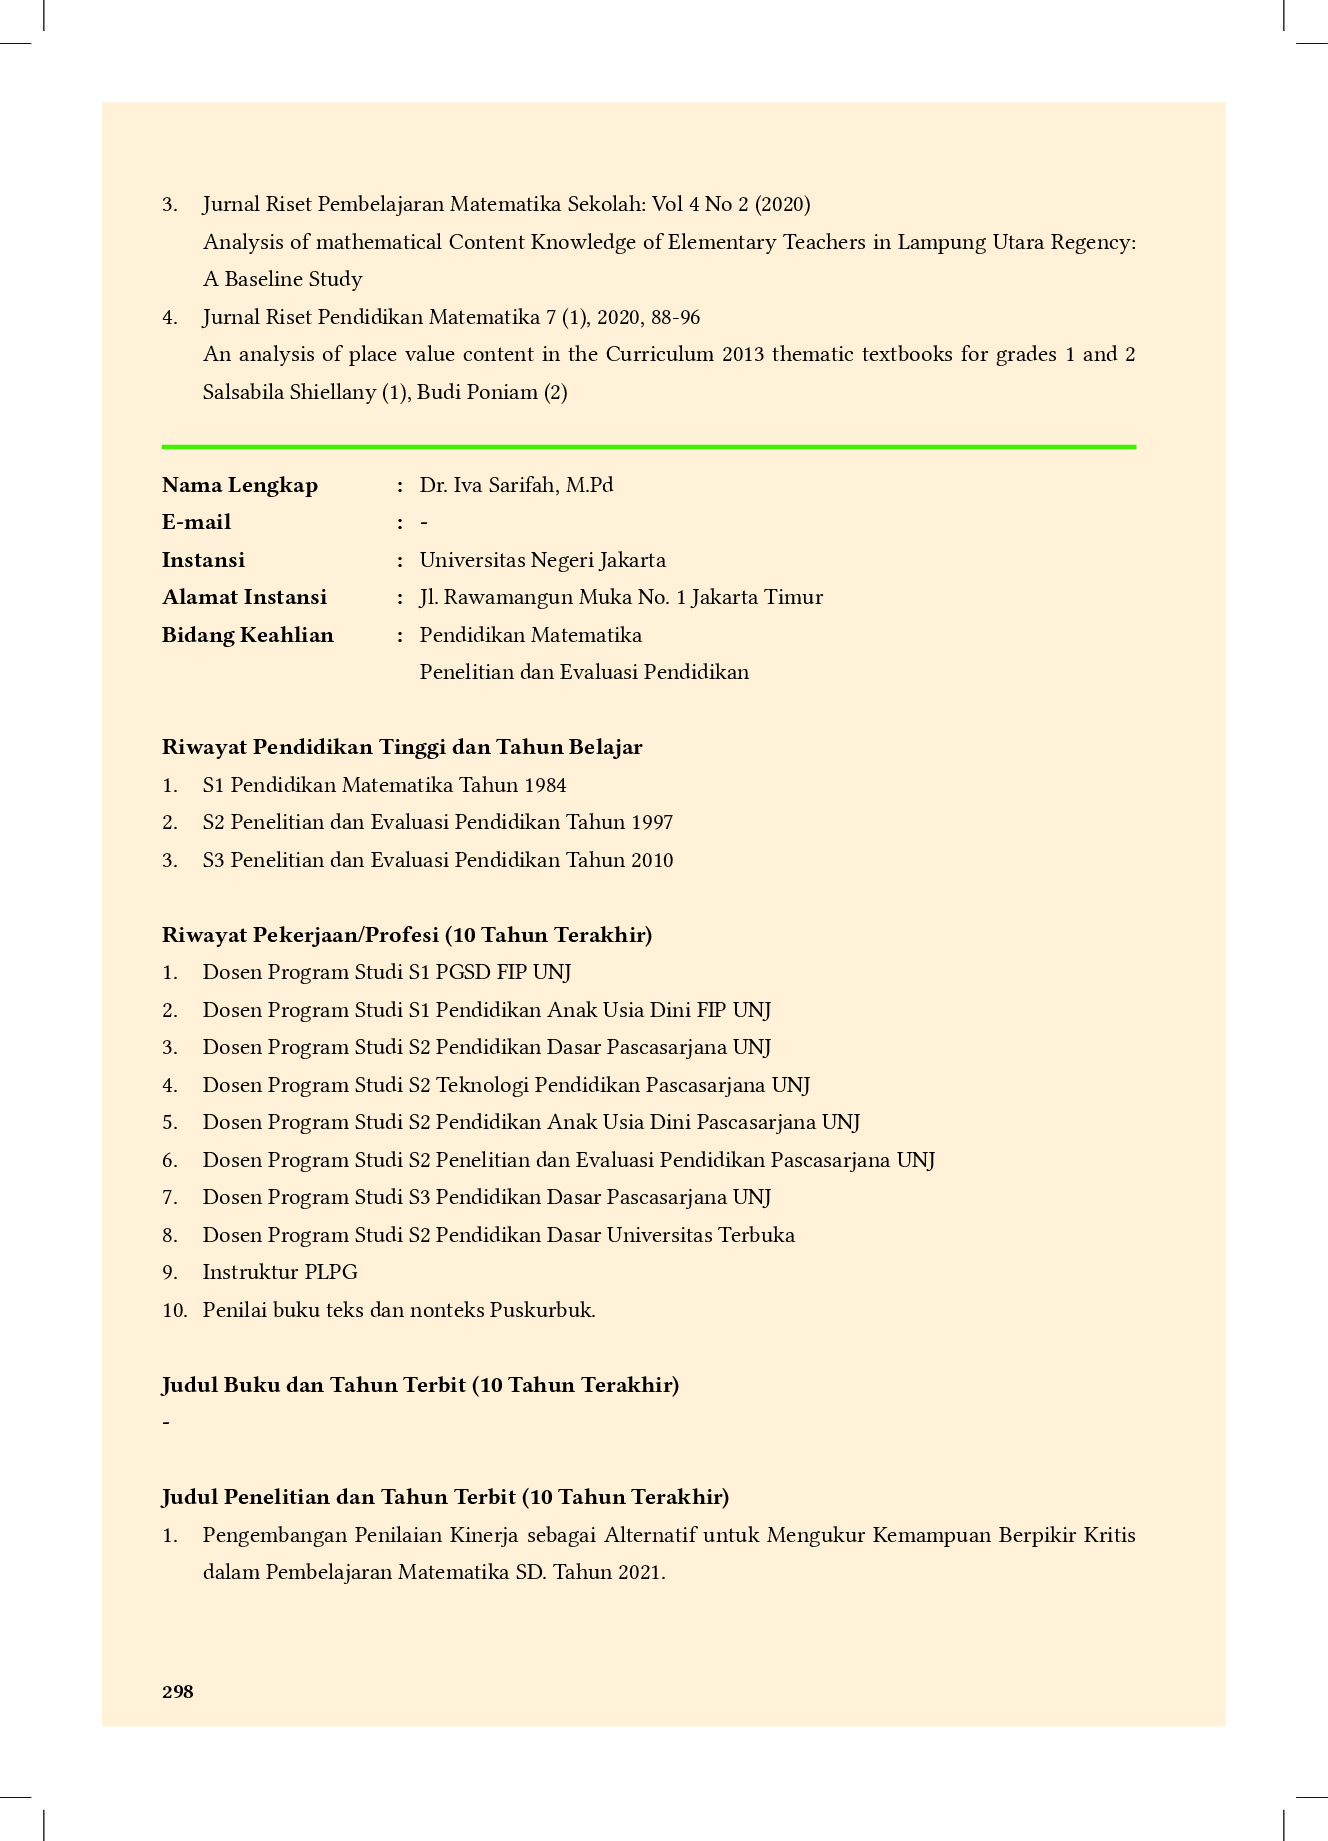 3. Jurnal Riset Pembelajaran Matematika Sekolah: Vol 4 No 2 (2020)
Analysis of mathematical Content Knowledge of Elementary Teachers in Lampung Utara Regency:
A Baseline Study
4. Jurnal Riset Pendidikan Matematika 7 (1), 2020, 88-96
An analysis of place value content in the Curriculum 2013 thematic textbooks for grades 1 and 2
Salsabila Shiellany (1), Budi Poniam (2)
Nama Lengkap : Dr. Iva Sarifah, M.Pd
E-mail : -
Instansi : Universitas Negeri Jakarta
Alamat Instansi : Jl. Rawamangun Muka No. 1 Jakarta Timur
Bidang Keahlian : Pendidikan Matematika
Penelitian dan Evaluasi Pendidikan
Riwayat Pendidikan Tinggi dan Tahun Belajar
1. S1 Pendidikan Matematika Tahun 1984
2. S2 Penelitian dan Evaluasi Pendidikan Tahun 1997
3. S3 Penelitian dan Evaluasi Pendidikan Tahun 2010
Riwayat Pekerjaan/Profesi (10 Tahun Terakhir)
1. Dosen Program Studi S1 PGSD FIP UNJ
2. Dosen Program Studi S1 Pendidikan Anak Usia Dini FIP UNJ
3. Dosen Program Studi S2 Pendidikan Dasar Pascasarjana UNJ
4. Dosen Program Studi S2 Teknologi Pendidikan Pascasarjana UNJ
5. Dosen Program Studi S2 Pendidikan Anak Usia Dini Pascasarjana UNJ
6. Dosen Program Studi S2 Penelitian dan Evaluasi Pendidikan Pascasarjana UNJ
7. Dosen Program Studi S3 Pendidikan Dasar Pascasarjana UNJ
8. Dosen Program Studi S2 Pendidikan Dasar Universitas Terbuka
9. Instruktur PLPG
10. Penilai buku teks dan nonteks Puskurbuk.
Judul Buku dan Tahun Terbit (10 Tahun Terakhir)
-
Judul Penelitian dan Tahun Terbit (10 Tahun Terakhir)
1. Pengembangan Penilaian Kinerja sebagai Alternatif untuk Mengukur Kemampuan Berpikir Kritis
dalam Pembelajaran Matematika SD. Tahun 2021.
298